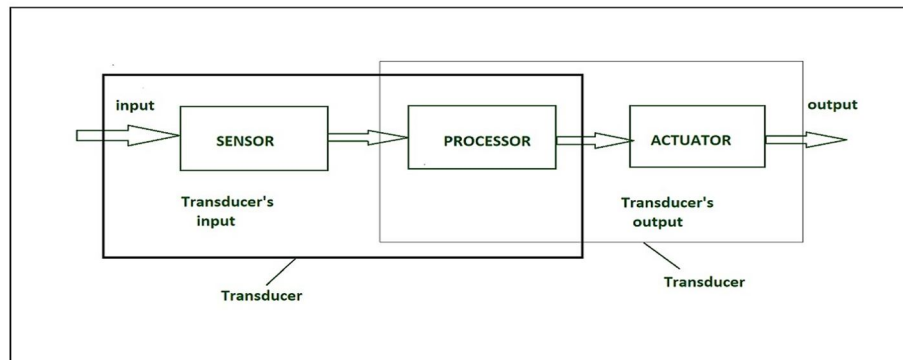 input
output
SENSOR
PROCESSOR
ACTUATOR
Transducer's
input
Transducer's
output
Transducer
Transducer